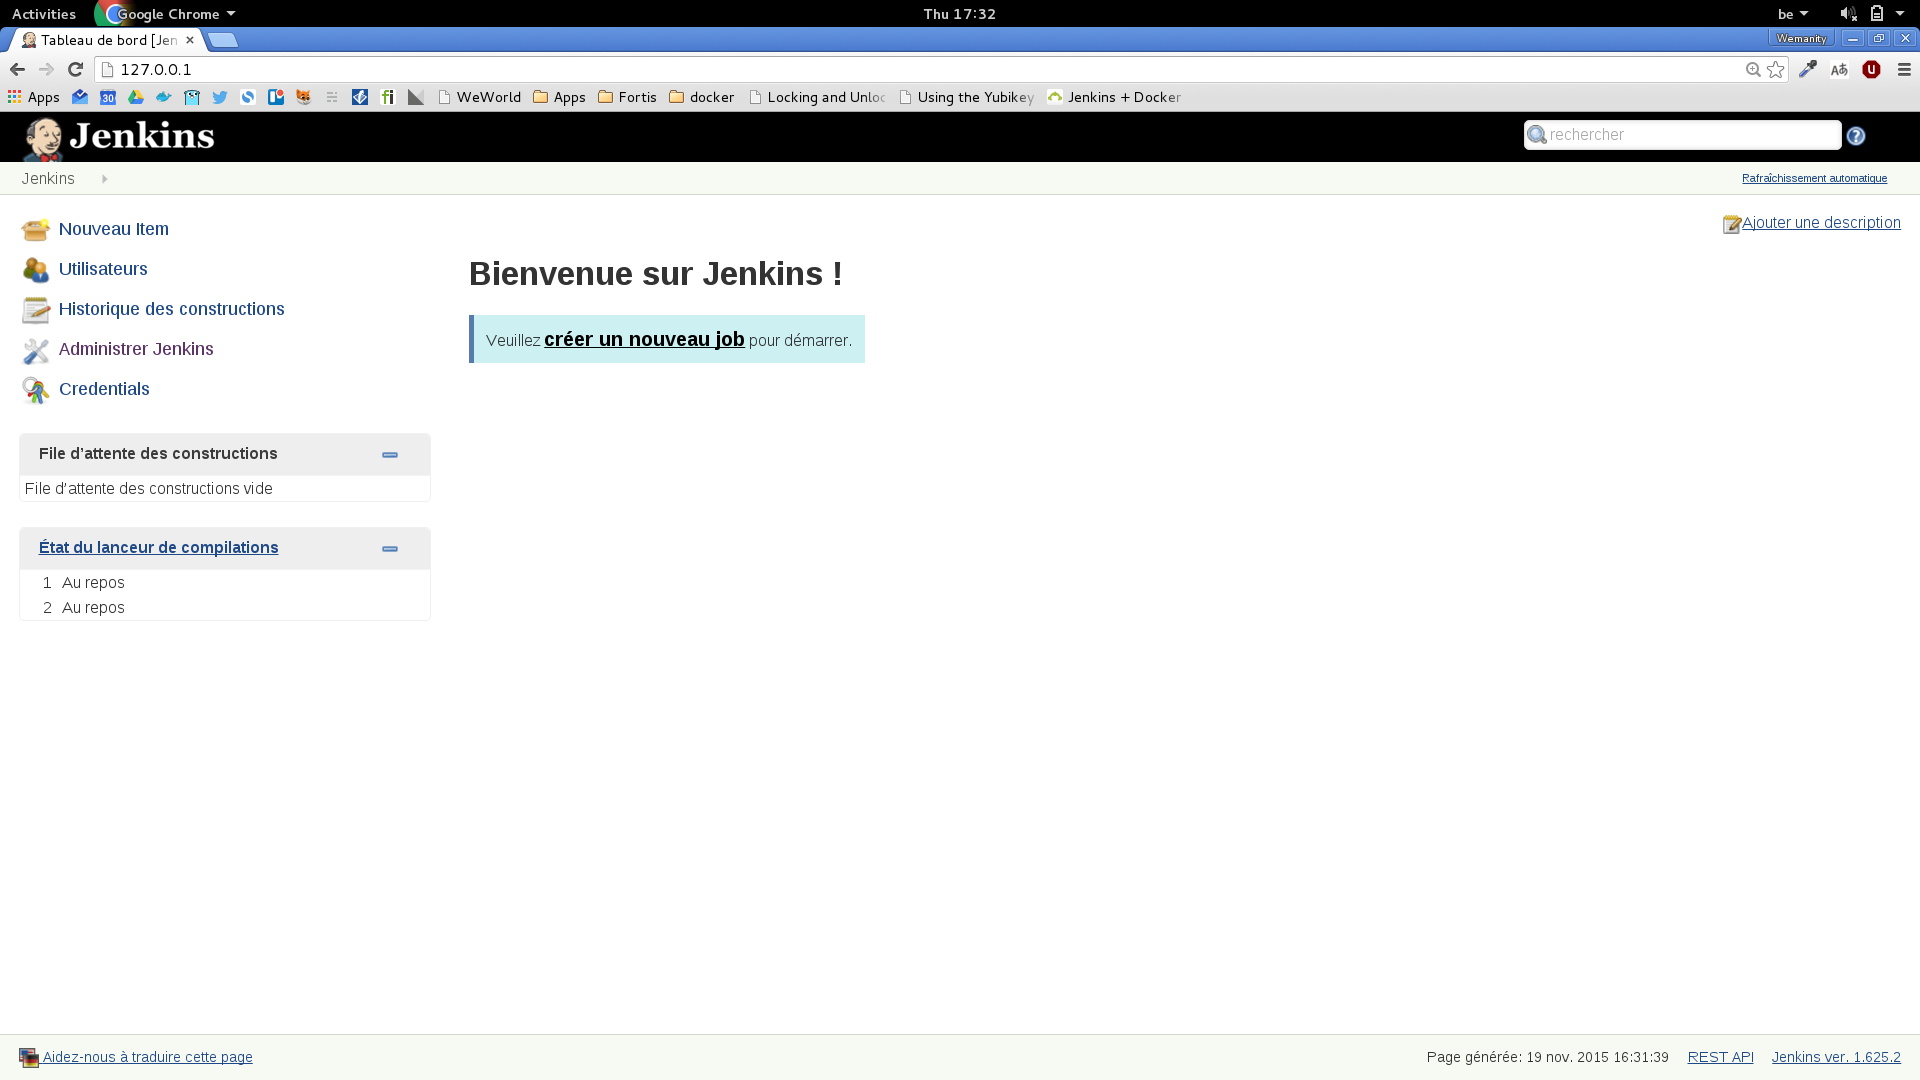 Activities Google Chrome Thu 17:32 be
Tableau de bord [Jen Wemanity
127.0.0.1
Apps 30 WeWorld Apps Fortis docker Locking and Unloc Using the Yubikey Jenkins + Docker
Jenkins rechercher
Jenkins Rafraîchissement automatique
Nouveau Item
Utilisateurs
Historique des constructions
Administrer Jenkins
Credentials
Ajouter une description
Bienvenue sur Jenkins !
Veuillez créer un nouveau job pour démarrer.
File d’attente des constructions
File d’attente des constructions vide
État du lanceur de compilations
1 Au repos
2 Au repos
Aidez-nous à traduire cette page Page générée: 19 nov. 2015 16:31:39 REST API Jenkins ver. 1.625.2